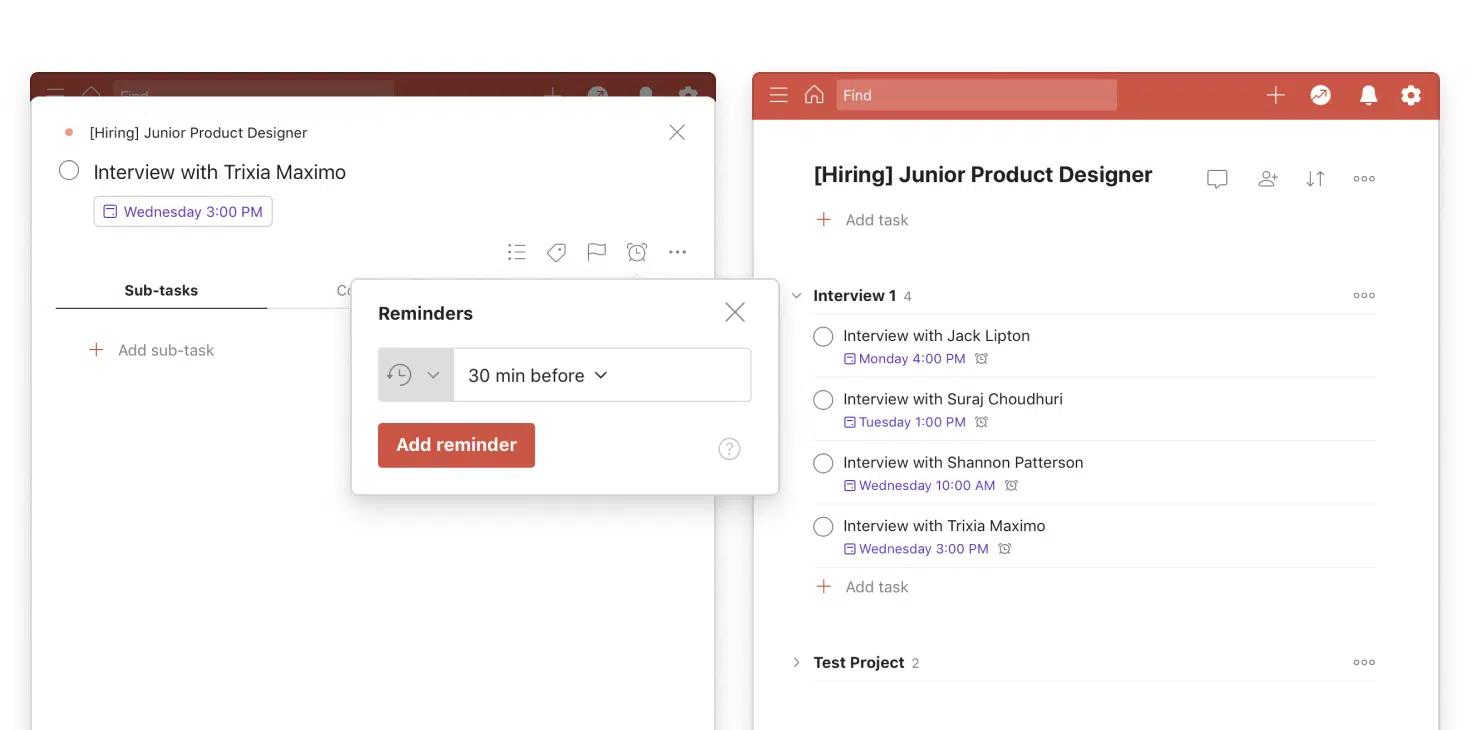 Find
[Hiring] Junior Product Designer
Interview with Trixia Maximo
Wednesday 3:00 PM
Sub-tasks
Add sub-task
Reminders
30 min before
Add reminder
?
Find
[Hiring] Junior Product Designer
Add task
Interview 1 4
Interview with Jack Lipton
Monday 4:00 PM
Interview with Suraj Choudhuri
Tuesday 1:00 PM
Interview with Shannon Patterson
Wednesday 10:00 AM
Interview with Trixia Maximo
Wednesday 3:00 PM
Add task
Test Project 2